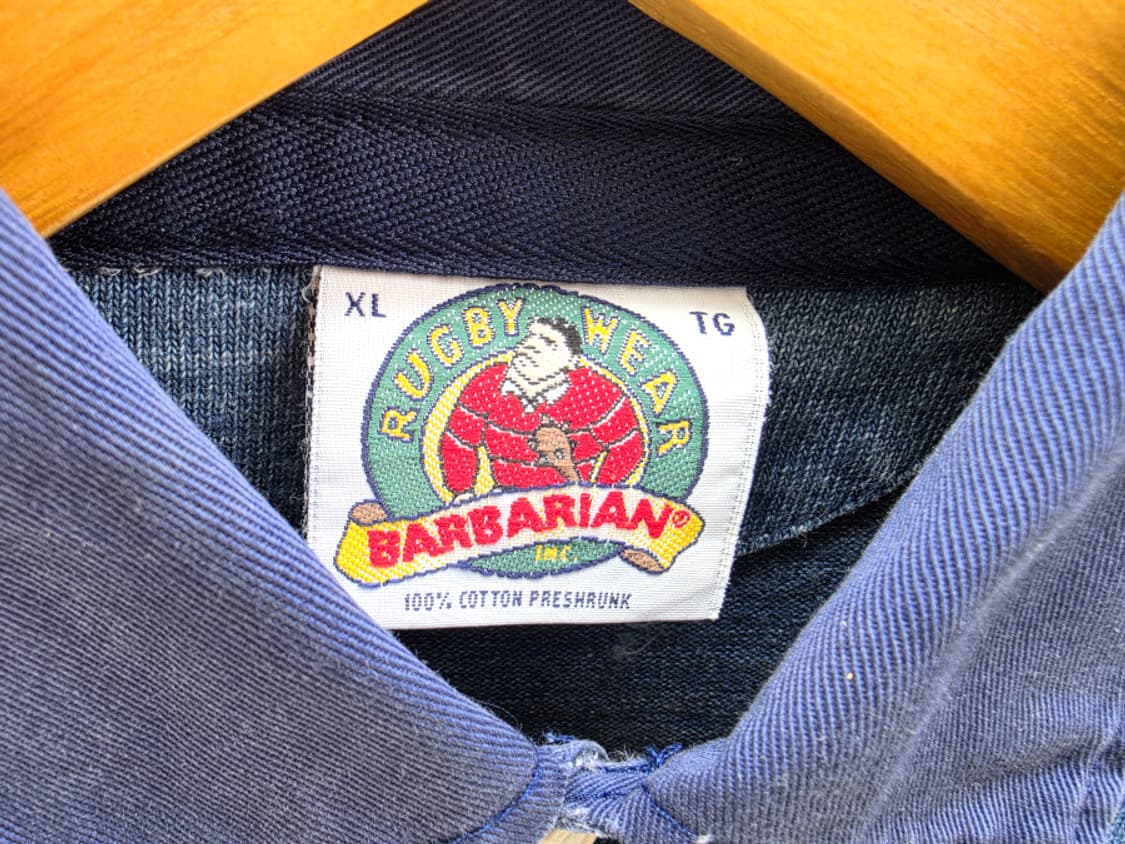 XL
TG
RUGBY WEAR
BARBARIAN®
INC.
100% COTTON PRESHRUNK